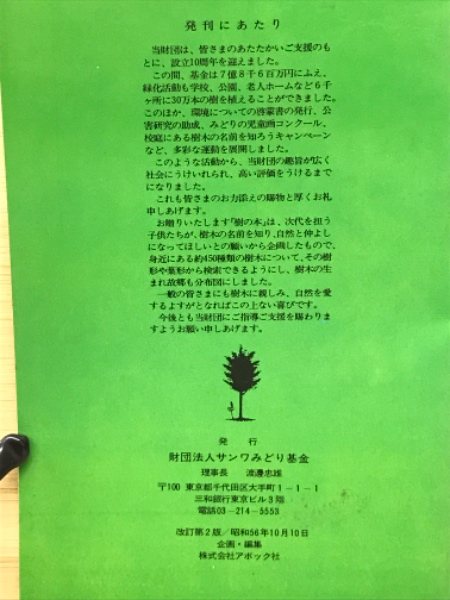 発刊にあたり
当財団は、皆さまのあたたかいご支援のも
とに、設立10周年を迎えました。
この間、基金は7億8千6百万円にふえ、
緑化活動も学校、公園、老人ホームなど6千
ヶ所に30万本の樹を植えることができました。
このほか、環境についての啓蒙書の発行、公
害研究の助成、みどりの児童画コンクール、
校庭にある樹木の名前を知ろうキャンペーン
など、多彩な運動を展開しました。
このような活動から、当財団の趣旨が広く
社会にうけいれられ、高い評価をうけるまで
になりました。
これも皆さまのお力添えの賜物と厚くお礼
申しあげます。
お贈りいたします「樹の本」は、次代を担う
子供たちが、樹木の名前を知り、自然と仲よし
になってほしいとの願いから企画したもので、
身近にある約450種類の樹木について、その樹
形や葉形から検索できるようにし、樹木の生
まれ故郷も分布図にしました。
一般の皆さまにも樹木に親しみ、自然を愛
するよすがとなればこの上ない喜びです。
今後とも当財団にご指導ご支援を賜わりま
すようお願い申しあげます。
発行
財団法人サンワみどり基金
理事長 渡邊忠雄
〒100 東京都千代田区大手町1-1-1
三和銀行東京ビル3階
電話03-214-5553
改訂第2版/昭和56年10月10日
企画・編集
株式会社アボック社